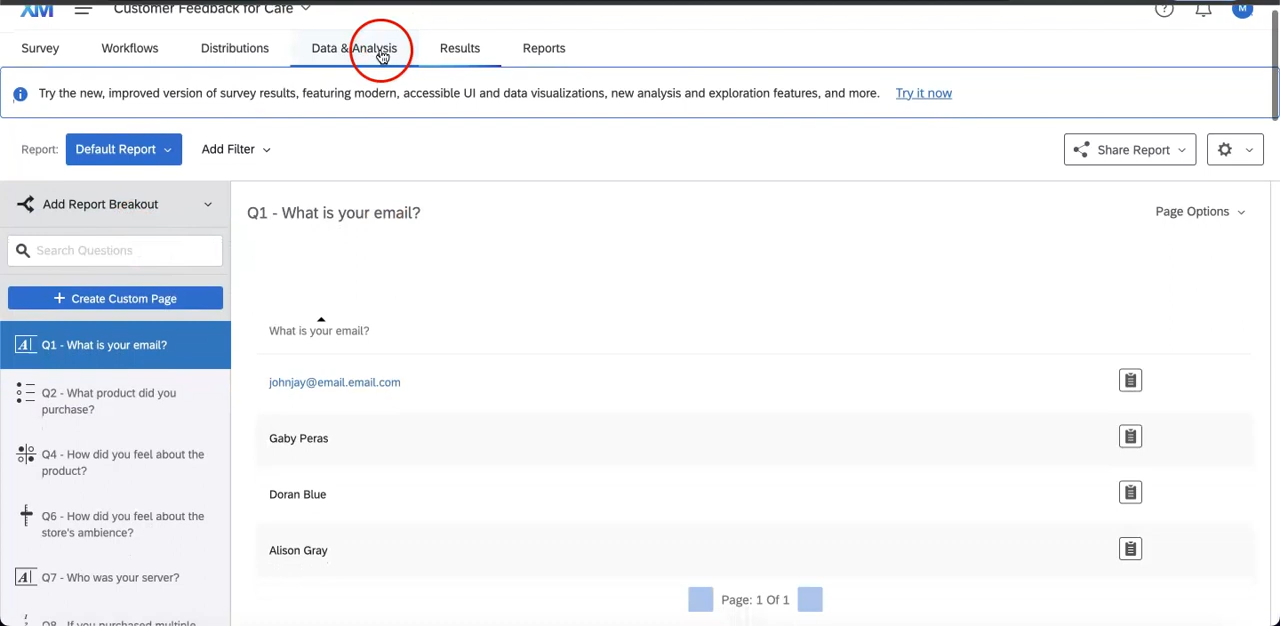 XM Customer Feedback for Cafe ? M
Survey Workflows Distributions Data & Analysis Results Reports
Try the new, improved version of survey results, featuring modern, accessible UI and data visualizations, new analysis and exploration features, and more. Try it now
Report: Default Report Add Filter Share Report
Add Report Breakout
Q1 - What is your email? Page Options
Search Questions
+ Create Custom Page
What is your email?
Q1 - What is your email?
johnjay@email.email.com
Q2 - What product did you
purchase?
Gaby Peras
Q4 - How did you feel about the
product?
Doran Blue
Q6 - How did you feel about the
store's ambience?
Alison Gray
Q7 - Who was your server?
Page: 1 Of 1
Q8 - If you purchased multiple